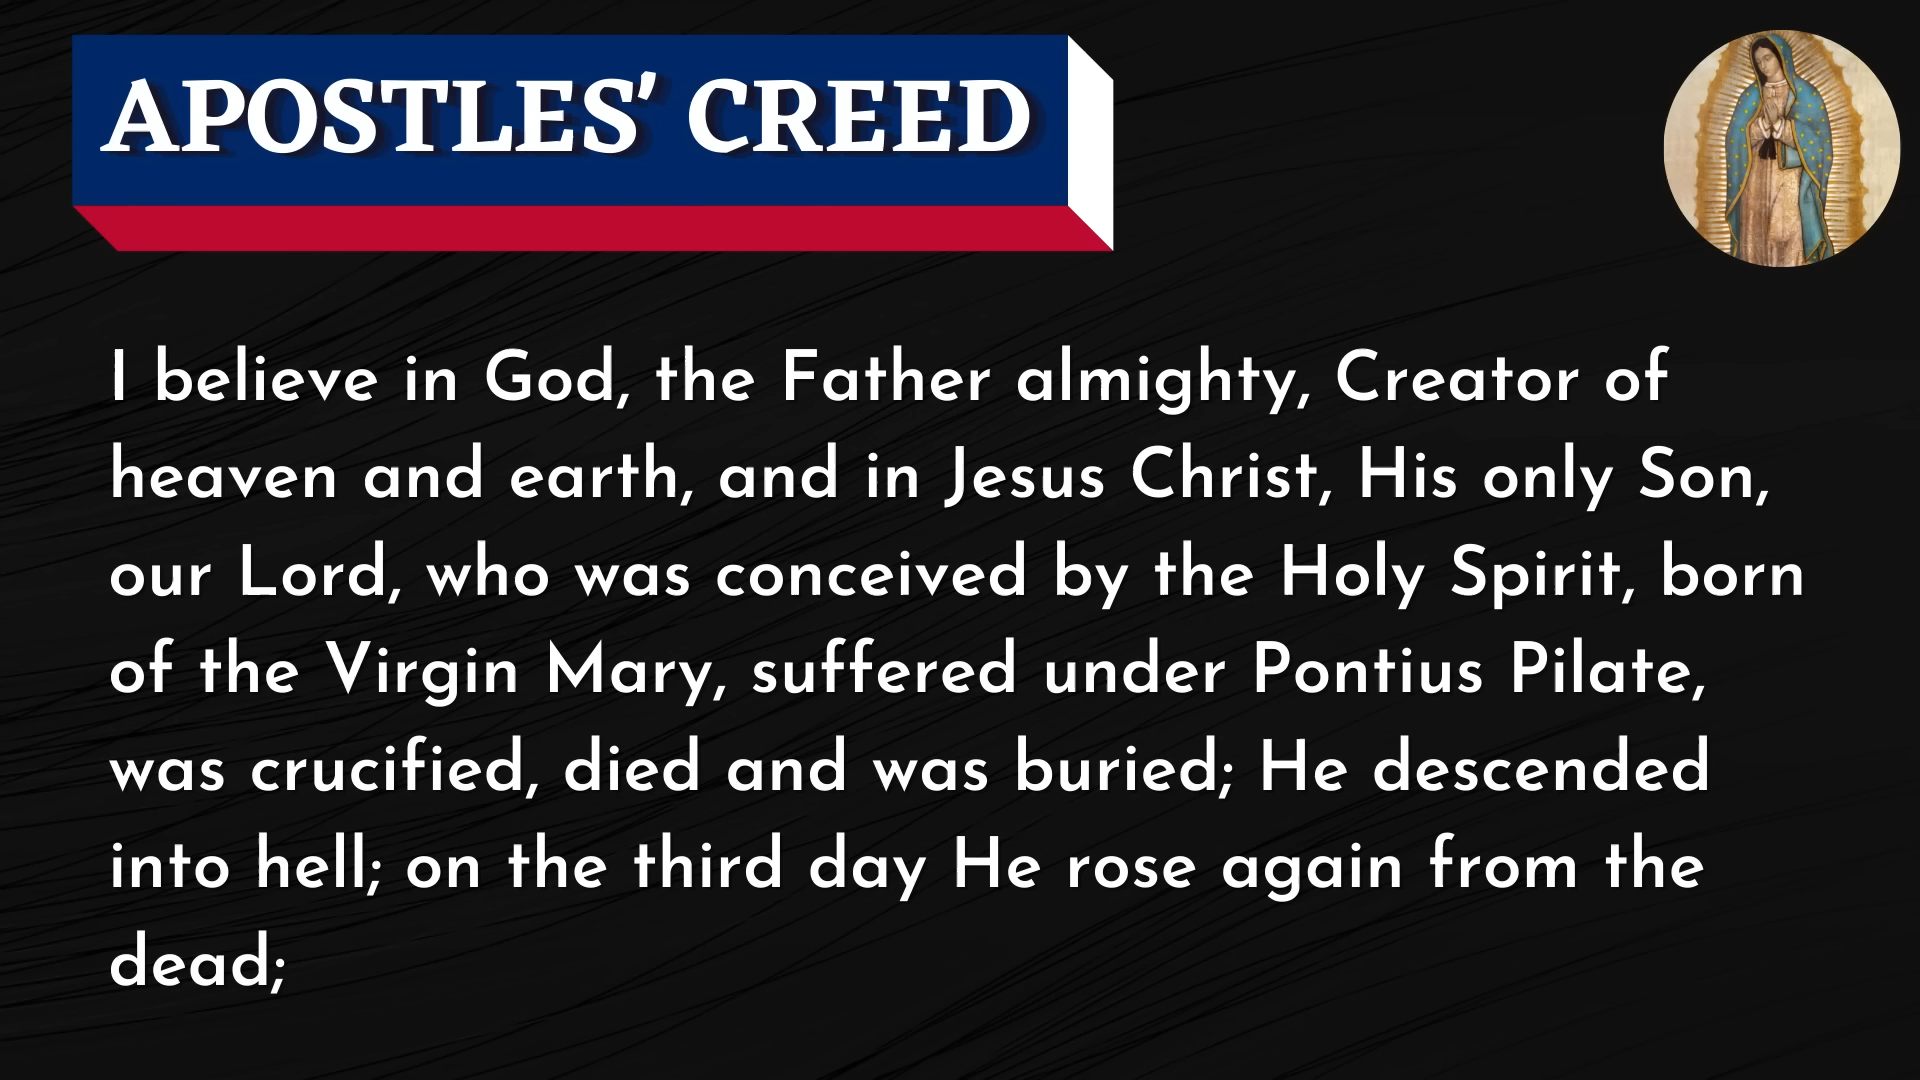 APOSTLES' CREED
I believe in God, the Father almighty, Creator of
heaven and earth, and in Jesus Christ, His only Son,
our Lord, who was conceived by the Holy Spirit, born
of the Virgin Mary, suffered under Pontius Pilate,
was crucified, died and was buried; He descended
into hell; on the third day He rose again from the
dead;